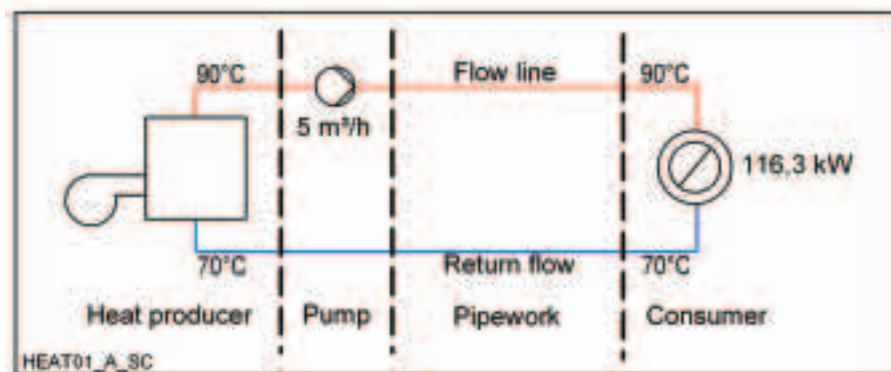 90°C
Flow line
90°C
5 m³/h
116,3 kW
70°C
Return flow
70°C
Heat producer
Pump
Pipework
Consumer
HEAT01_A_SC